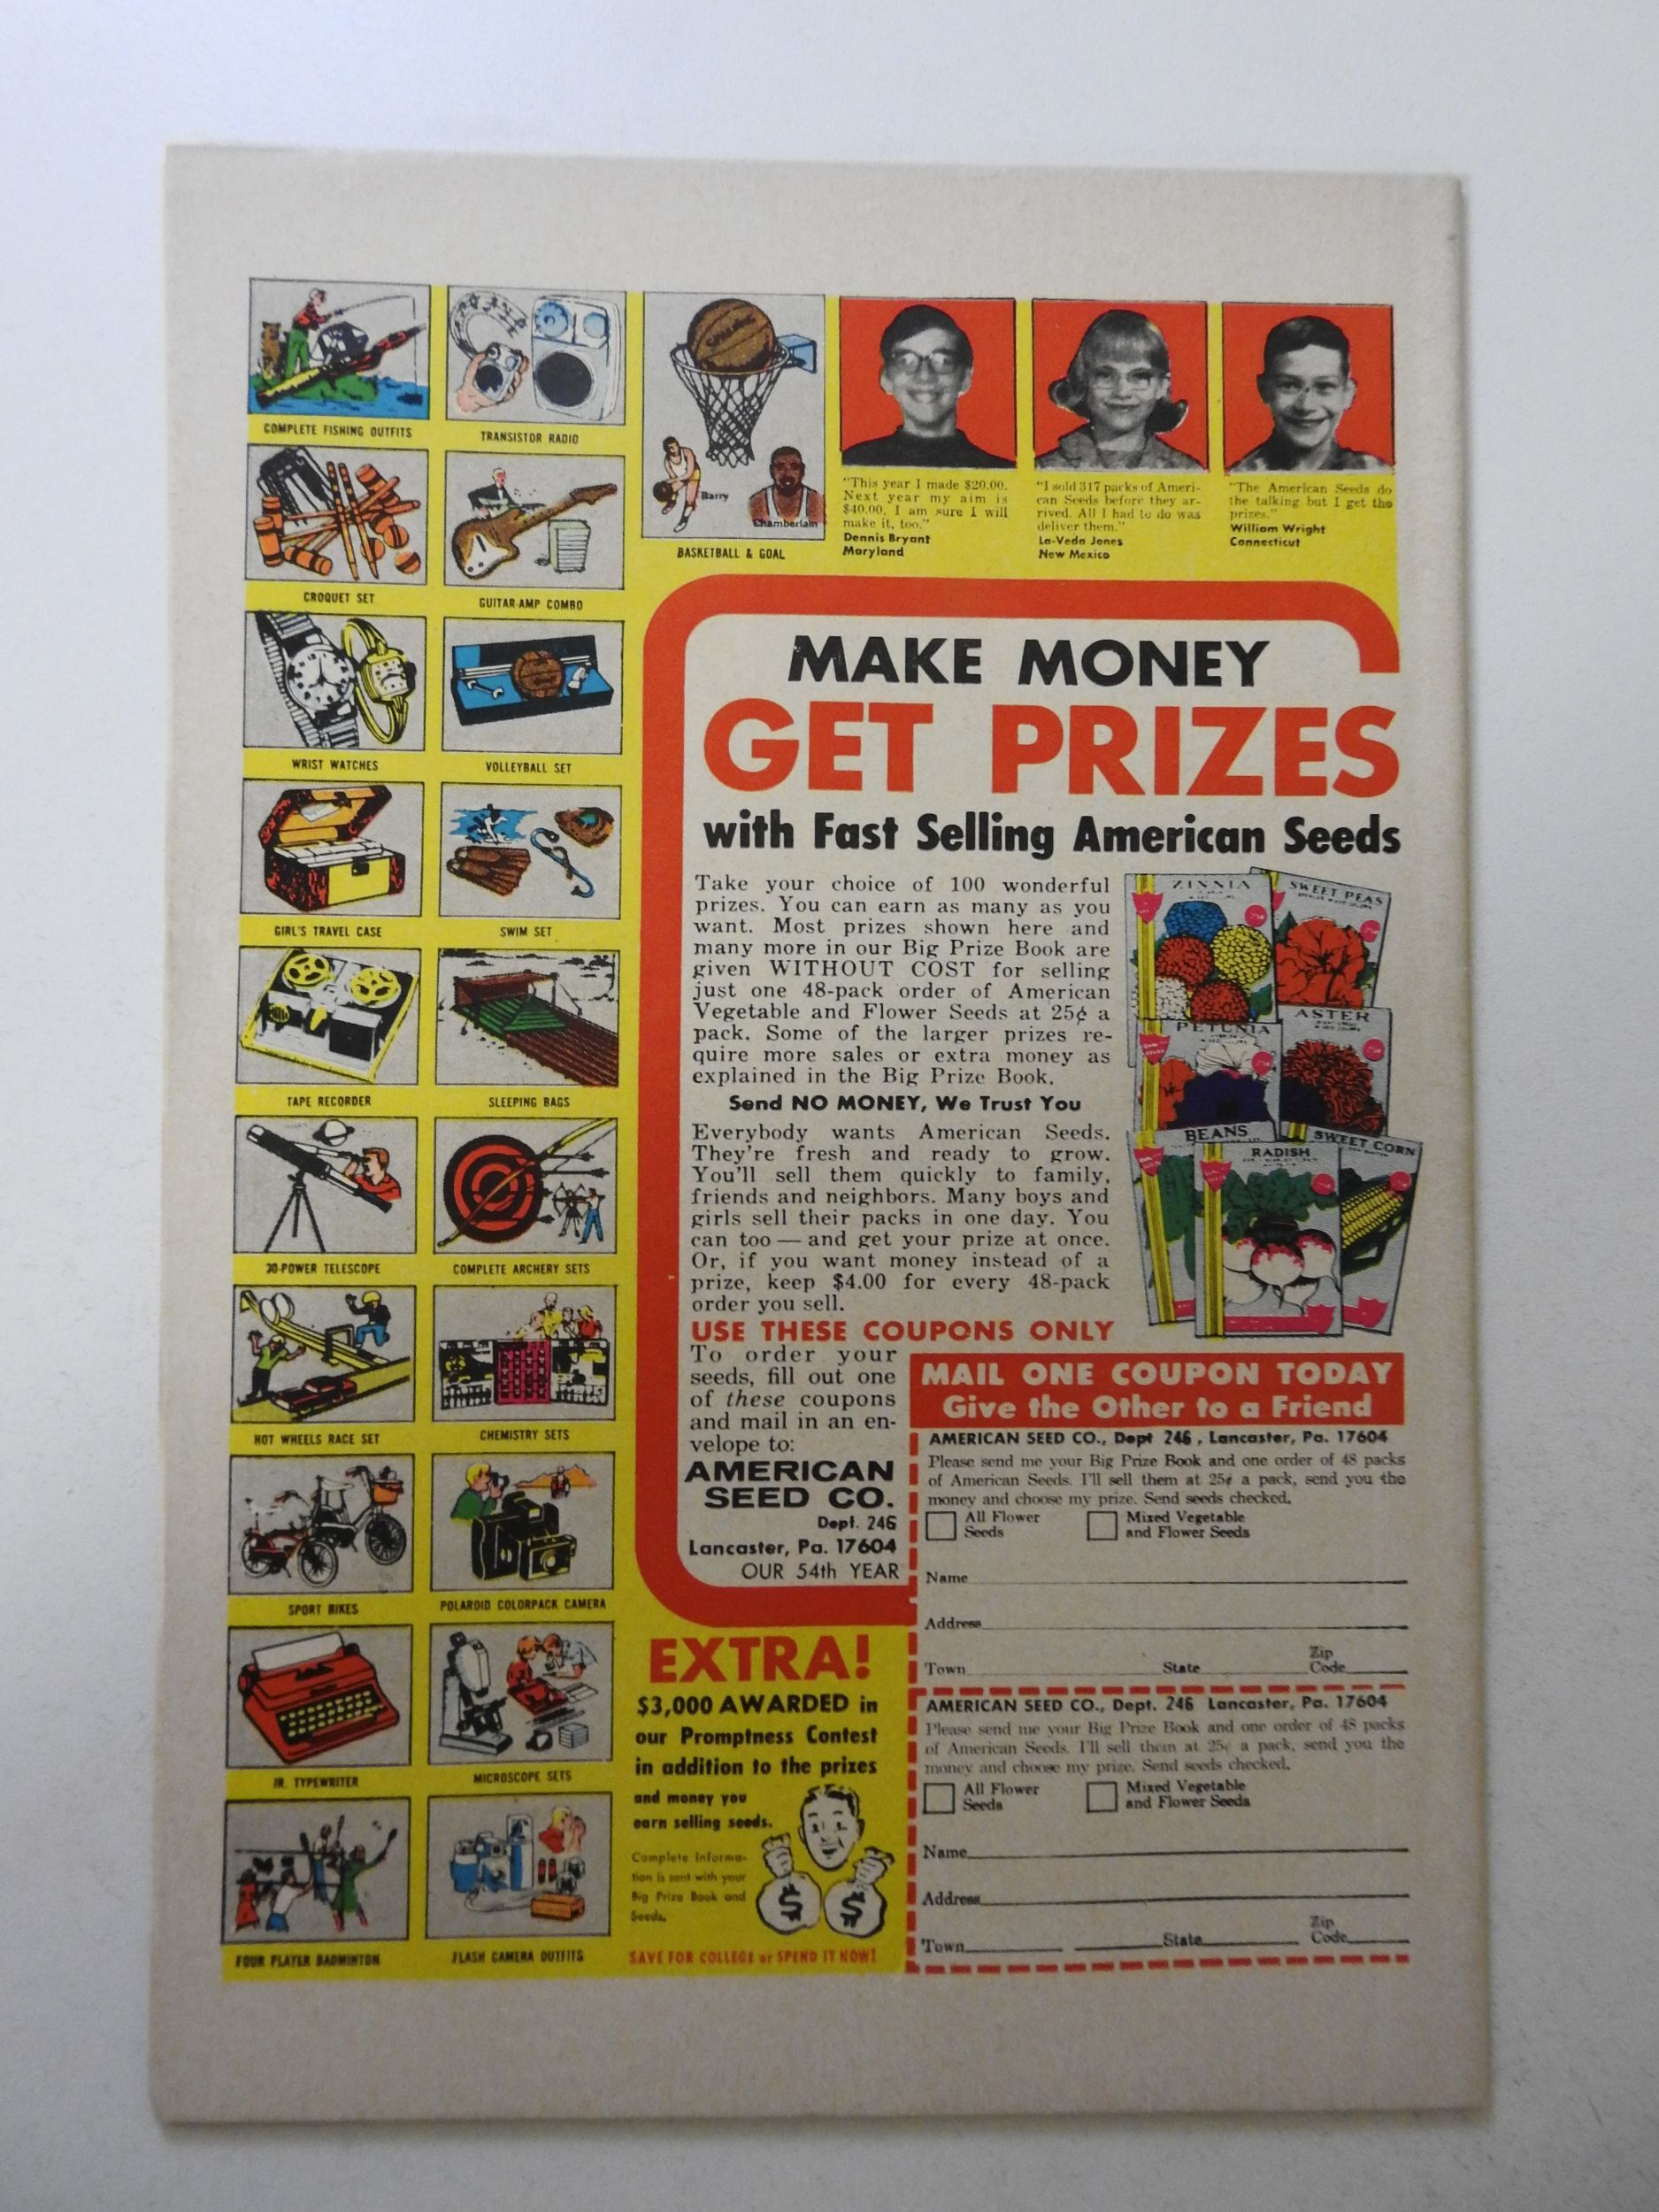 COMPLETE FISHING OUTFITS
TRANSISTOR RADIO
SPALDING
Barry
Chamberlain
BASKETBALL & GOAL
"This year I made $20.00.
Next year my aim is
$40.00. I am sure I will
make it, too."
Dennis Bryant
Maryland
"I sold 317 packs of Ameri-
can Seeds before they ar-
rived. All I had to do was
deliver them."
La-Veda Jones
New Mexico
"The American Seeds do
the talking but I get the
prizes."
William Wright
Connecticut
CROQUET SET
GUITAR-AMP COMBO
WRIST WATCHES
VOLLEYBALL SET
GIRL'S TRAVEL CASE
SWIM SET
TAPE RECORDER
SLEEPING BAGS
30-POWER TELESCOPE
COMPLETE ARCHERY SETS
HOT WHEELS RACE SET
CHEMISTRY SETS
SPORT BIKES
POLAROID COLORPACK CAMERA
JR. TYPEWRITER
MICROSCOPE SETS
FOUR PLAYER BADMINTON
FLASH CAMERA OUTFITS
MAKE MONEY
GET PRIZES
with Fast Selling American Seeds
Take your choice of 100 wonderful
prizes. You can earn as many as you
want. Most prizes shown here and
many more in our Big Prize Book are
given WITHOUT COST for selling
just one 48-pack order of American
Vegetable and Flower Seeds at 25¢ a
pack. Some of the larger prizes re-
quire more sales or extra money as
explained in the Big Prize Book.
Send NO MONEY, We Trust You
Everybody wants American Seeds.
They're fresh and ready to grow.
You'll sell them quickly to family,
friends and neighbors. Many boys and
girls sell their packs in one day. You
can too — and get your prize at once.
Or, if you want money instead of a
prize, keep $4.00 for every 48-pack
order you sell.
ZINNIA
SWEET PEAS
PETUNIA
ASTER
BEANS
RADISH
SWEET CORN
USE THESE COUPONS ONLY
To order your
seeds, fill out one
of these coupons
and mail in an en-
velope to:
AMERICAN
SEED CO.
Dept. 246
Lancaster, Pa. 17604
OUR 54th YEAR
EXTRA!
$3,000 AWARDED in
our Promptness Contest
in addition to the prizes
and money you
earn selling seeds.
Complete Informa-
tion is sent with your
Big Prize Book and
Seeds.
$ $
SAVE FOR COLLEGE or SPEND IT NOW!
MAIL ONE COUPON TODAY
Give the Other to a Friend
AMERICAN SEED CO., Dept 246, Lancaster, Pa. 17604
Please send me your Big Prize Book and one order of 48 packs
of American Seeds. I'll sell them at 25¢ a pack, send you the
money and choose my prize. Send seeds checked.
All Flower Seeds
Mixed Vegetable and Flower Seeds
Name
Address
Town State Zip Code
AMERICAN SEED CO., Dept. 246 Lancaster, Pa. 17604
Please send me your Big Prize Book and one order of 48 packs
of American Seeds. I'll sell them at 25¢ a pack, send you the
money and choose my prize. Send seeds checked.
All Flower Seeds
Mixed Vegetable and Flower Seeds
Name
Address
Town State Zip Code